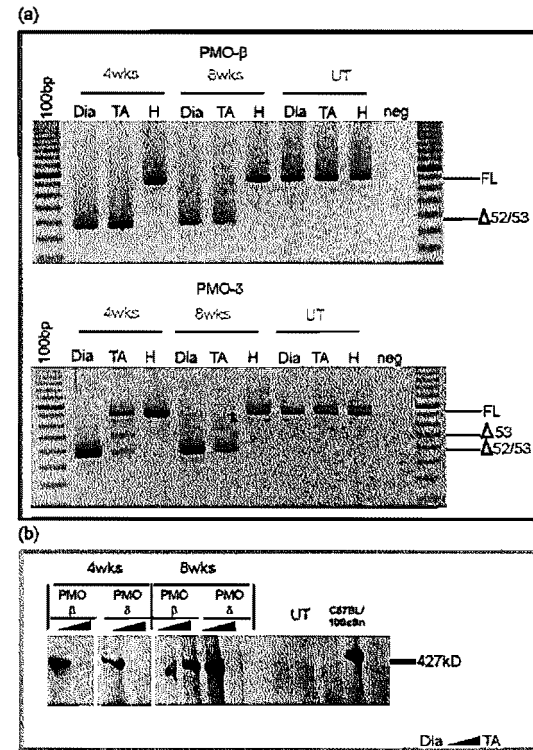 (a)
PMO-β
4wks 8wks UT
100bp Dia TA H Dia TA H Dia TA H neg
FL
Δ52/53
PMO-δ
4wks 8wks UT
100bp Dia TA H Dia TA H Dia TA H neg
FL
Δ53
Δ52/53
(b)
4wks 8wks
PMO β PMO δ PMO β PMO δ UT C57BL/
427kD
Dia TA